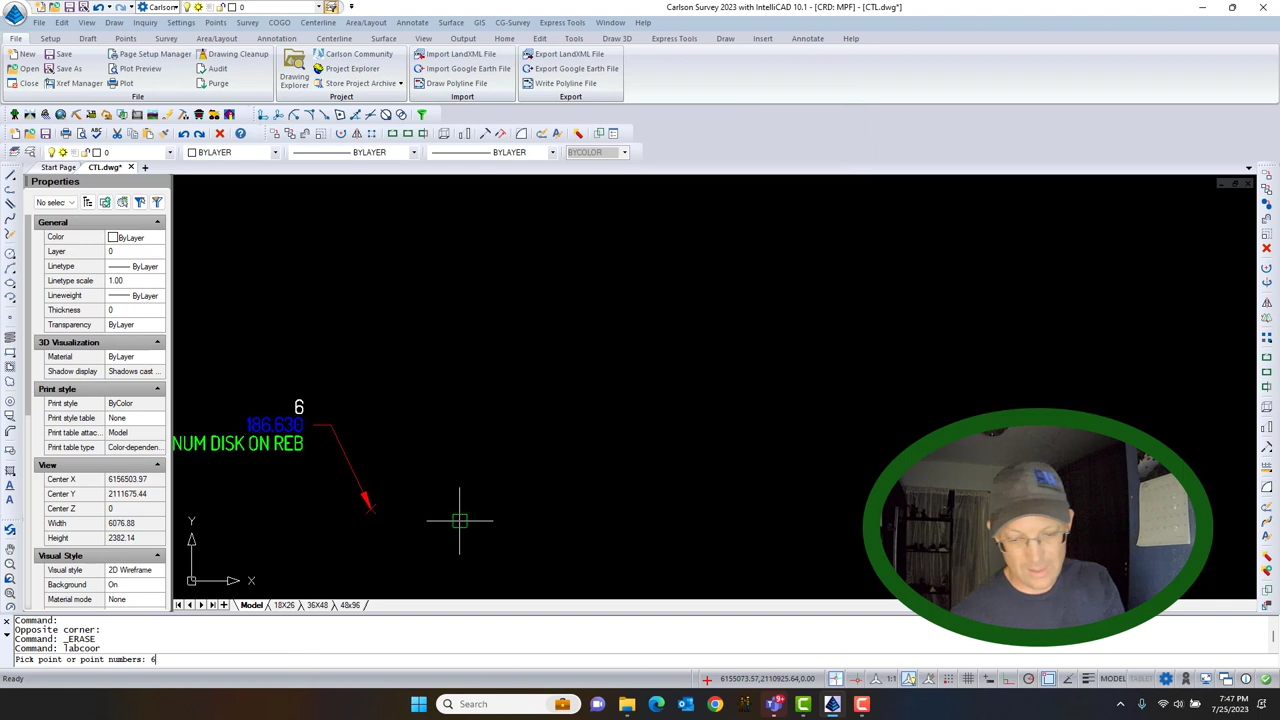 Carlson
0
Carlson Survey 2023 with IntelliCAD 10.1 - [CRD: MPF] - [CTL.dwg*]
File Edit View Draw Inquiry Settings Points Survey COGO Centerline Area/Layout Annotate Surface GIS CG-Survey Express Tools Window Help
File Setup Draft Points Survey Area/Layout Annotation Centerline Surface View Output Home Edit Tools Draw 3D Express Tools Draw Insert Annotate Help
New Save Page Setup Manager Drawing Cleanup Carlson Community Import LandXML File Export LandXML File
Open Save As Plot Preview Audit Project Explorer Import Google Earth File Export Google Earth File
Close Xref Manager Plot Purge Drawing Explorer Store Project Archive Draw Polyline File Write Polyline File
File Project Import Export
0 BYLAYER BYLAYER BYLAYER BYCOLOR
Start Page CTL.dwg*
Properties
No selec
General
Color ByLayer
Layer 0
Linetype ByLayer
Linetype scale 1.00
Lineweight ByLayer
Thickness 0
Transparency ByLayer
3D Visualization
Material ByLayer
Shadow display Shadows cast ...
Print style
Print style ByColor
Print style table None
Print table attac... Model
Print table type Color-dependen...
View
Center X 6156503.97
Center Y 2111675.44
Center Z 0
Width 6076.88
Height 2382.14
Visual Style
Visual style 2D Wireframe
Background On
Material mode None
6
186.630
NUM DISK ON REB
Y
X
Model 18X26 36X48 48x96
Command:
Opposite corner:
Command: _ERASE
Command: labcoor
Pick point or point numbers: 6
Ready 6155073.57,2110925.64,0.00 1:1 MODEL TABLET
Search
7:47 PM
7/25/2023